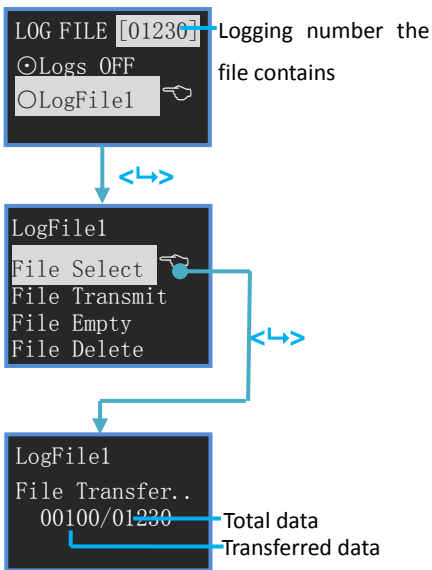 LOG FILE [01230]
Logging number the
file contains
⊙Logs OFF
○LogFile1
<↵>
LogFile1
File Select
File Transmit
File Empty
File Delete
<↵>
LogFile1
File Transfer..
00100/01230
Total data
Transferred data